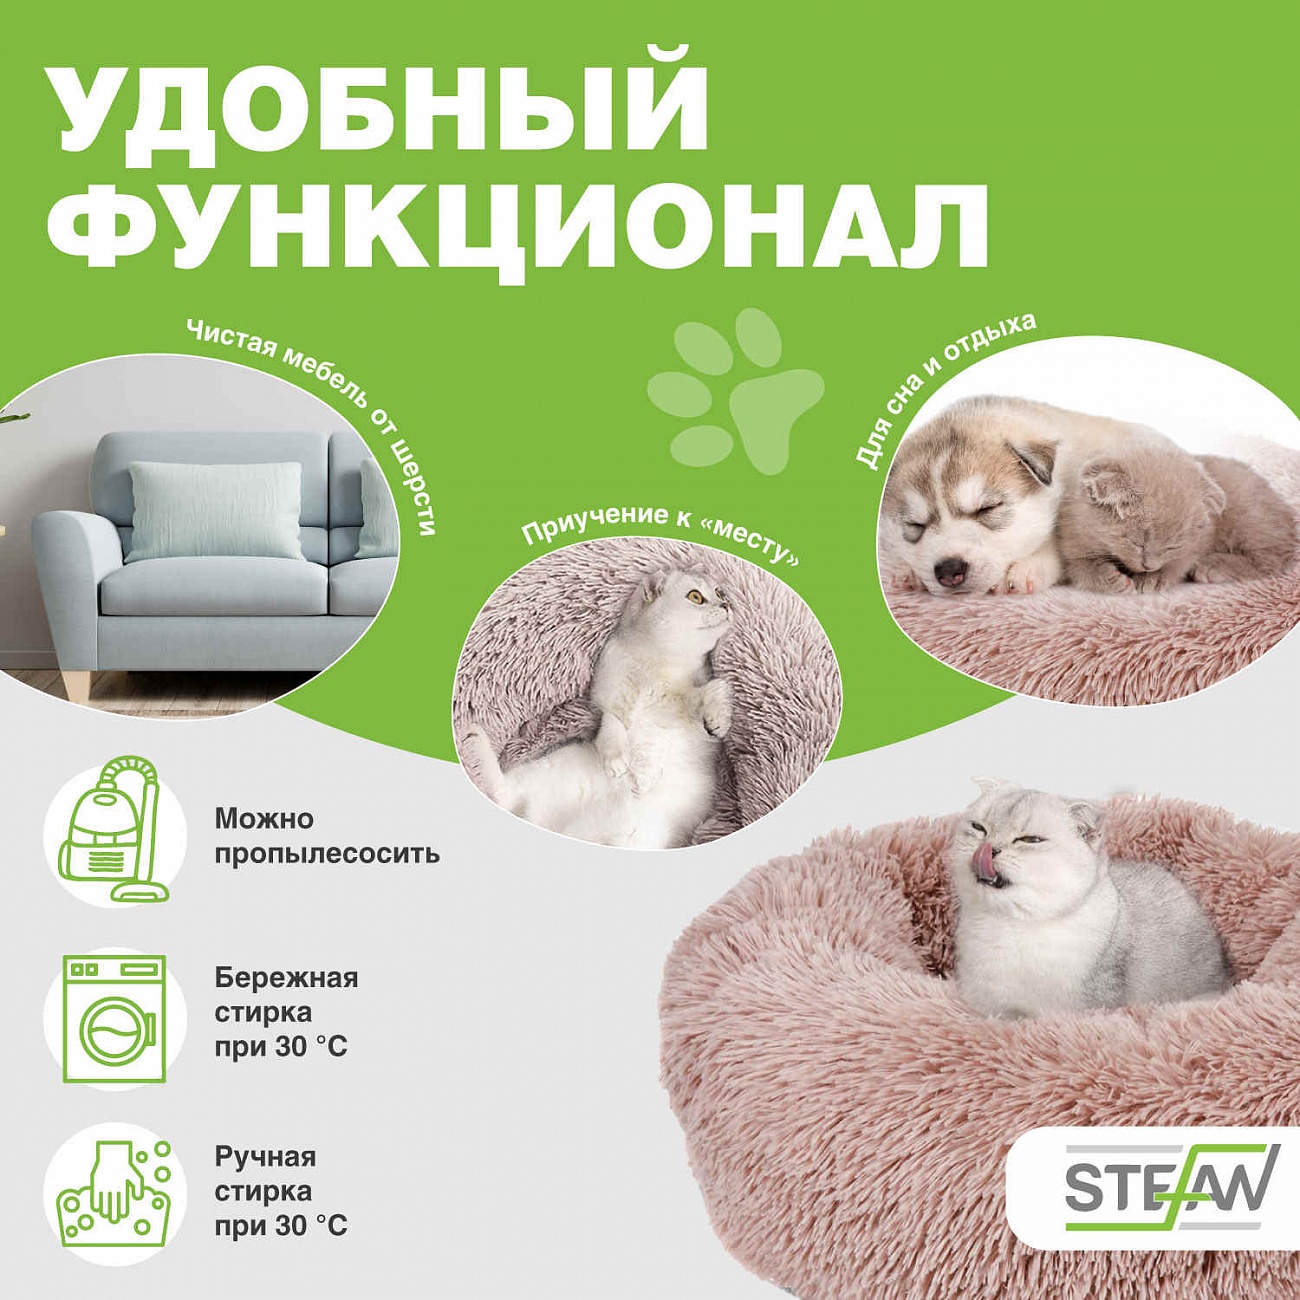 УДОБНЫЙ
ФУНКЦИОНАЛ
Чистая мебель от шерсти
Приучение к «месту»
Для сна и отдыха
Можно
пропылесосить
Бережная
стирка
при 30 °C
Ручная
стирка
при 30 °C
STEFAN